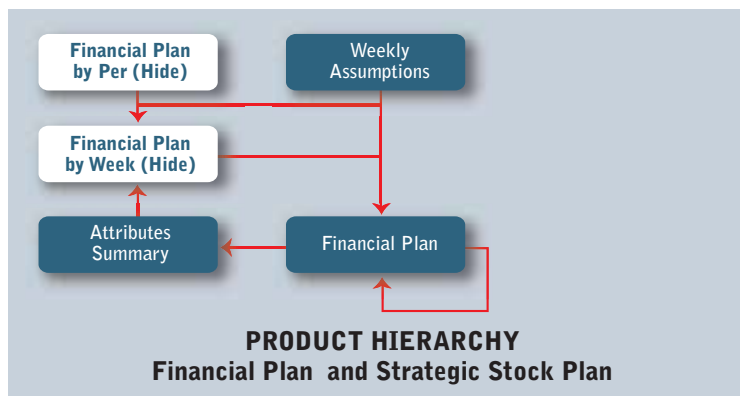 Financial Plan
by Per (Hide)
Weekly
Assumptions
Financial Plan
by Week (Hide)
Attributes
Summary
Financial Plan
PRODUCT HIERARCHY
Financial Plan and Strategic Stock Plan